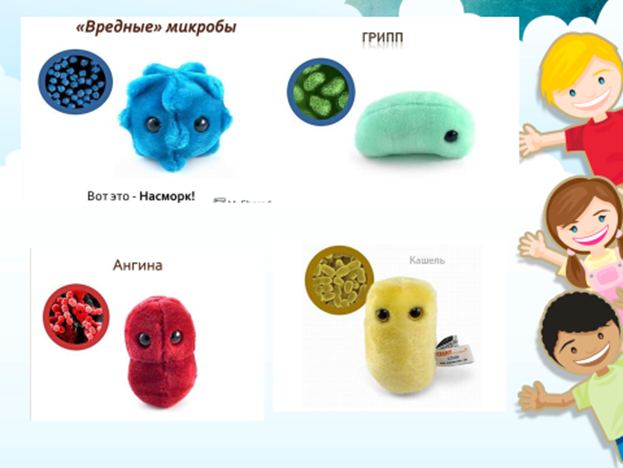 «Вредные» микробы
ГРИПП
Вот это - Насморк!
Ангина
Кашель